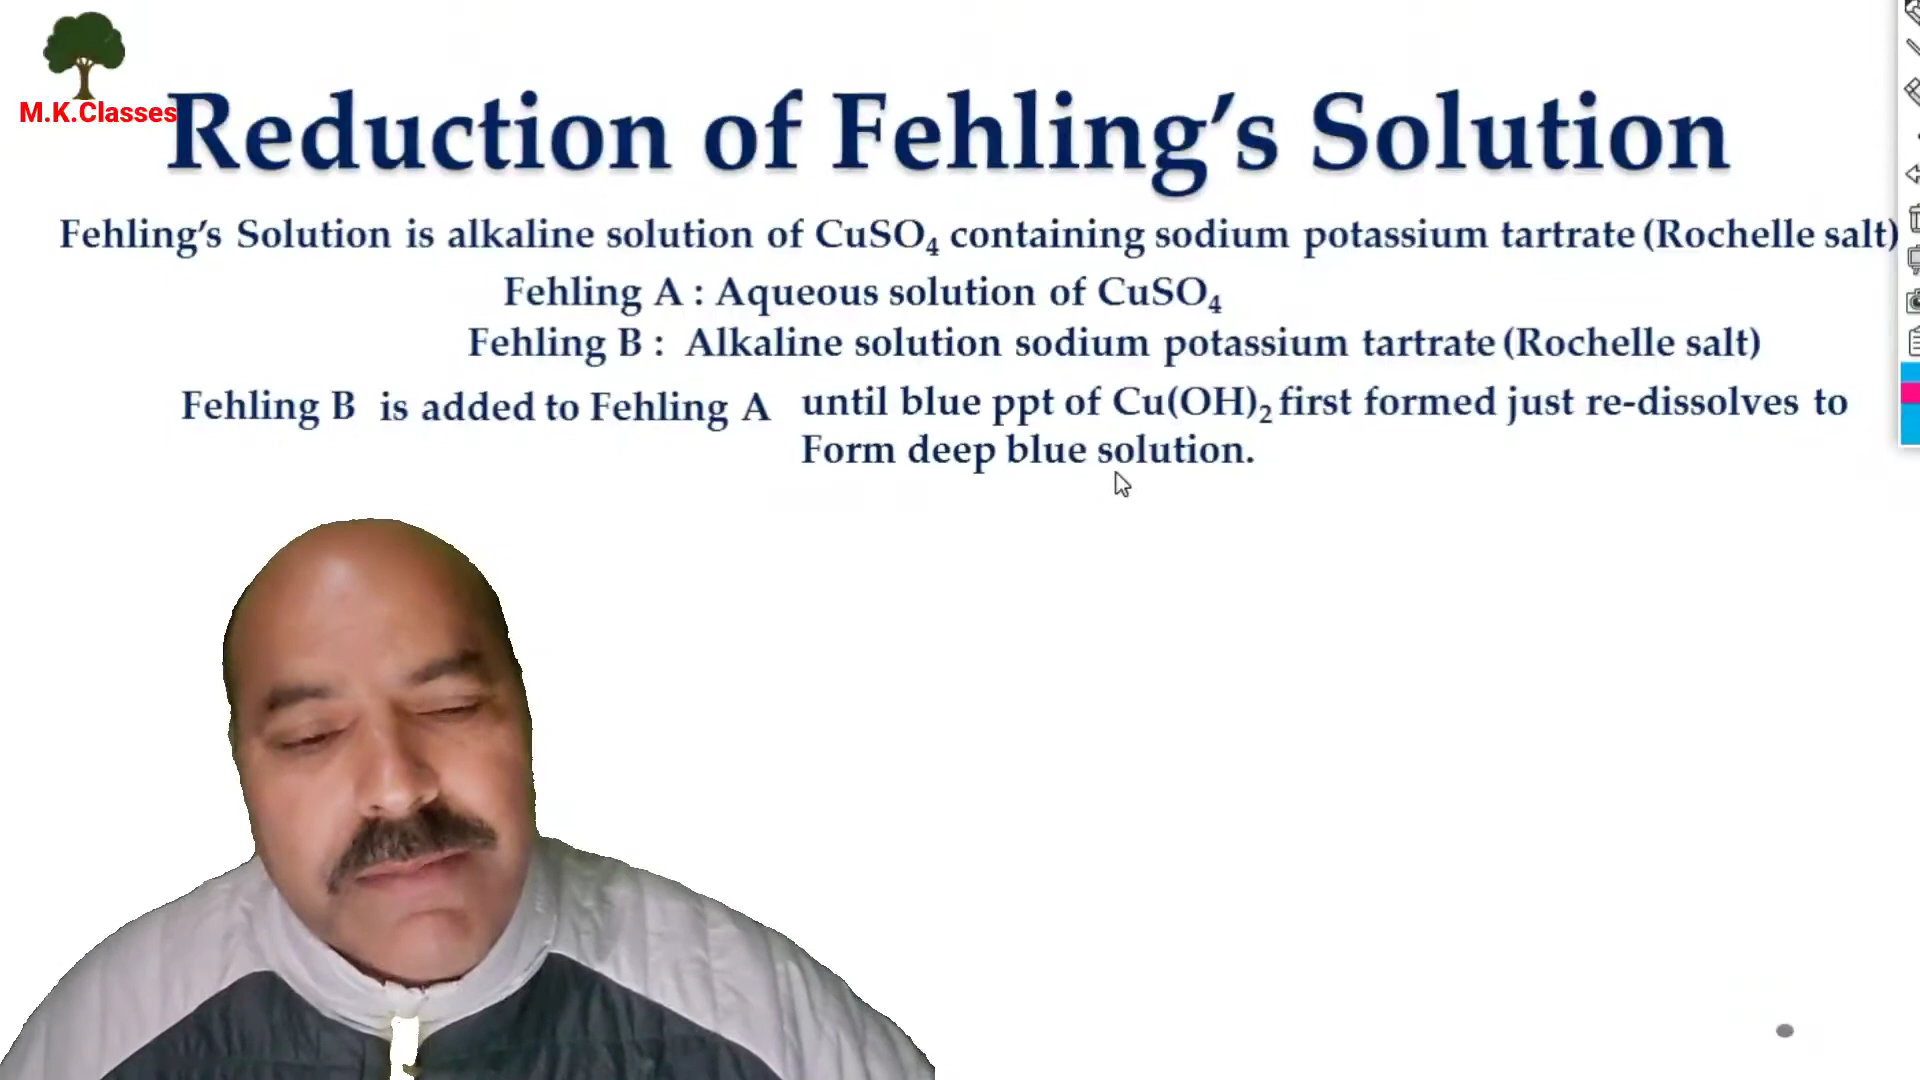 M.K.Classes
Reduction of Fehling's Solution
Fehling's Solution is alkaline solution of CuSO₄ containing sodium potassium tartrate (Rochelle salt)
Fehling A : Aqueous solution of CuSO₄
Fehling B : Alkaline solution sodium potassium tartrate (Rochelle salt)
Fehling B is added to Fehling A until blue ppt of Cu(OH)₂ first formed just re-dissolves to
Form deep blue solution.